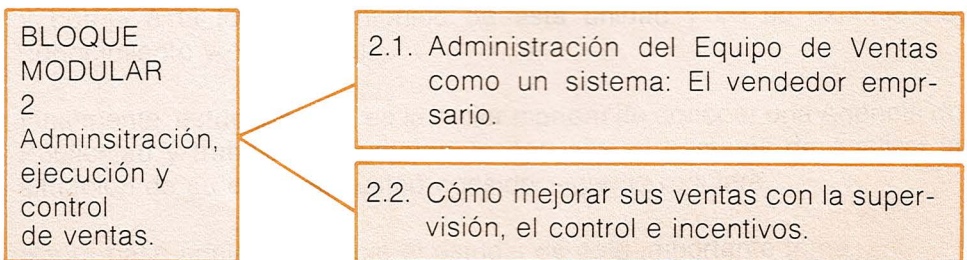 BLOQUE
MODULAR
2
Adminsitración,
ejecución y
control
de ventas.
2.1. Administración del Equipo de Ventas
como un sistema: El vendedor empr-
sario.
2.2. Cómo mejorar sus ventas con la super-
visión, el control e incentivos.